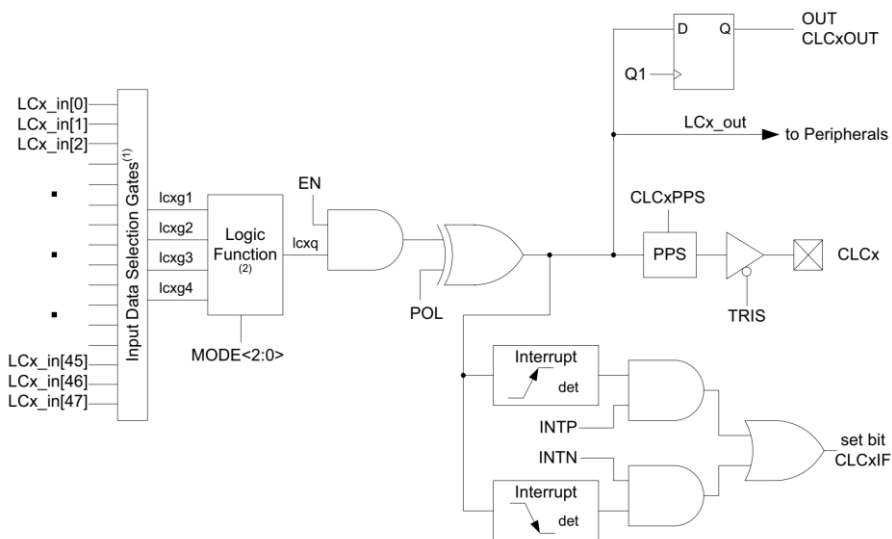 OUT
CLCxOUT
D Q
Q1
LCx_out
to Peripherals
LCx_in[0]
LCx_in[1]
LCx_in[2]
Input Data Selection Gates(1)
lcxg1
lcxg2
lcxg3
lcxg4
Logic
Function
(2)
MODE<2:0>
lcxq
EN
POL
CLCxPPS
PPS
TRIS
CLCx
LCx_in[45]
LCx_in[46]
LCx_in[47]
Interrupt
det
INTP
INTN
Interrupt
det
set bit
CLCxIF